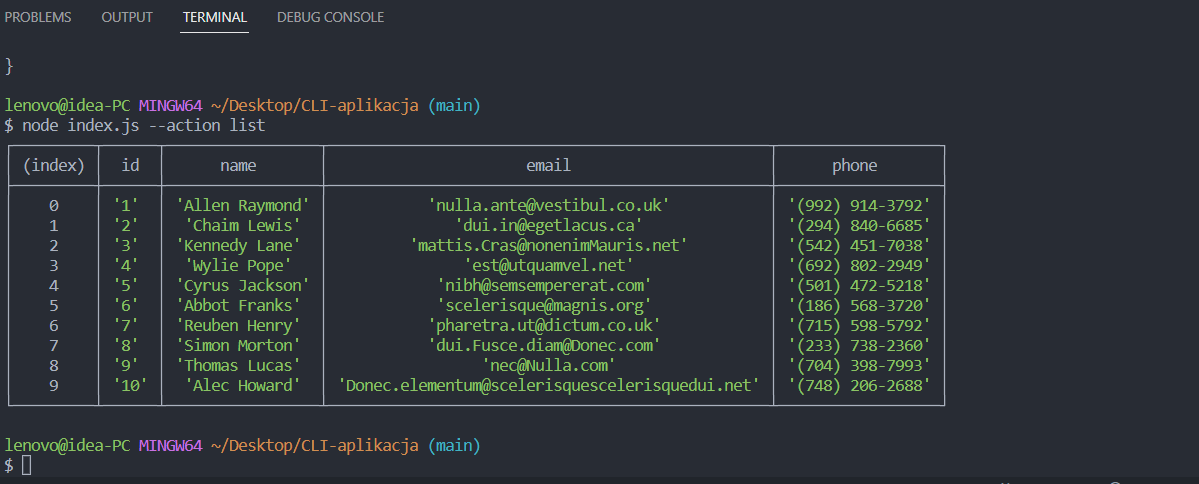 PROBLEMS OUTPUT TERMINAL DEBUG CONSOLE
}
lenovo@idea-PC MINGW64 ~/Desktop/CLI-aplikacja (main)
$ node index.js --action list
(index) id name email phone
0 '1' 'Allen Raymond' 'nulla.ante@vestibul.co.uk' '(992) 914-3792'
1 '2' 'Chaim Lewis' 'dui.in@egetlacus.ca' '(294) 840-6685'
2 '3' 'Kennedy Lane' 'mattis.Cras@nonenimMauris.net' '(542) 451-7038'
3 '4' 'Wylie Pope' 'est@utquamvel.net' '(692) 802-2949'
4 '5' 'Cyrus Jackson' 'nibh@semsempererat.com' '(501) 472-5218'
5 '6' 'Abbot Franks' 'scelerisque@magnis.org' '(186) 568-3720'
6 '7' 'Reuben Henry' 'pharetra.ut@dictum.co.uk' '(715) 598-5792'
7 '8' 'Simon Morton' 'dui.Fusce.diam@Donec.com' '(233) 738-2360'
8 '9' 'Thomas Lucas' 'nec@Nulla.com' '(704) 398-7993'
9 '10' 'Alec Howard' 'Donec.elementum@scelerisquescelerisquedui.net' '(748) 206-2688'
lenovo@idea-PC MINGW64 ~/Desktop/CLI-aplikacja (main)
$